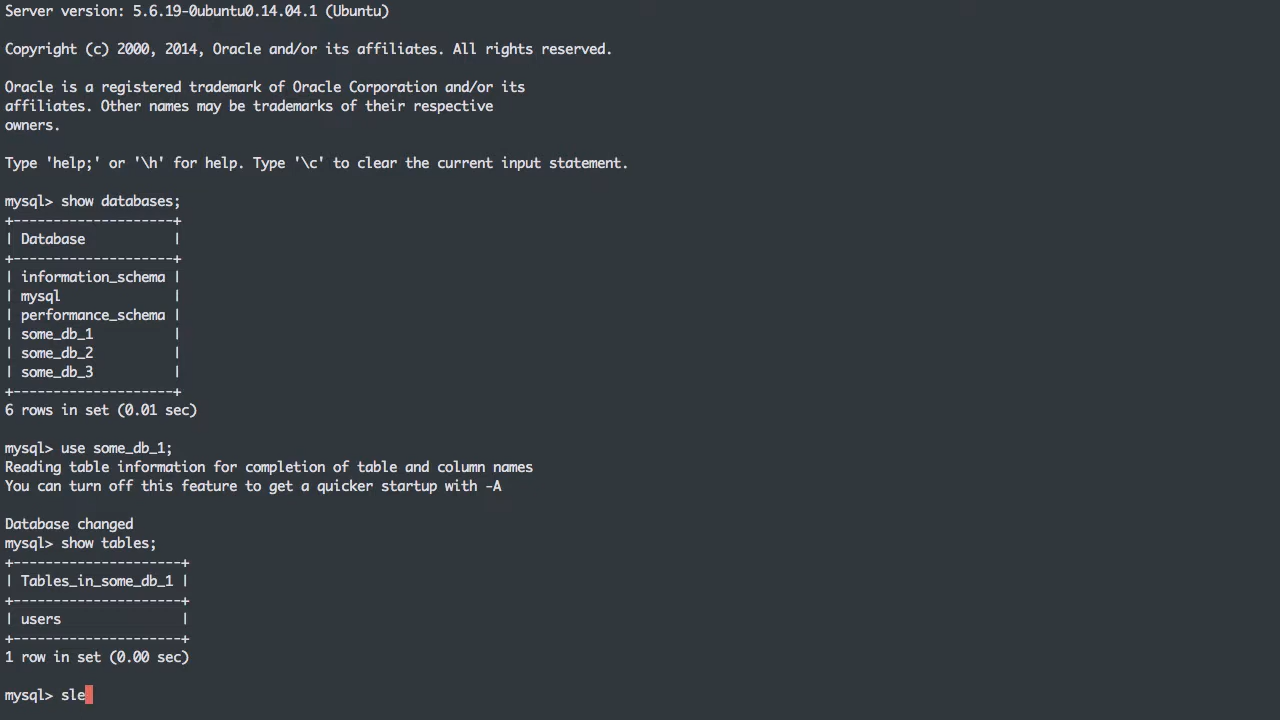 Server version: 5.6.19-0ubuntu0.14.04.1 (Ubuntu)
Copyright (c) 2000, 2014, Oracle and/or its affiliates. All rights reserved.
Oracle is a registered trademark of Oracle Corporation and/or its
affiliates. Other names may be trademarks of their respective
owners.
Type 'help;' or '\h' for help. Type '\c' to clear the current input statement.
mysql> show databases;
+--------------------+
| Database           |
+--------------------+
| information_schema |
| mysql              |
| performance_schema |
| some_db_1          |
| some_db_2          |
| some_db_3          |
+--------------------+
6 rows in set (0.01 sec)
mysql> use some_db_1;
Reading table information for completion of table and column names
You can turn off this feature to get a quicker startup with -A
Database changed
mysql> show tables;
+---------------------+
| Tables_in_some_db_1 |
+---------------------+
| users               |
+---------------------+
1 row in set (0.00 sec)
mysql> sle